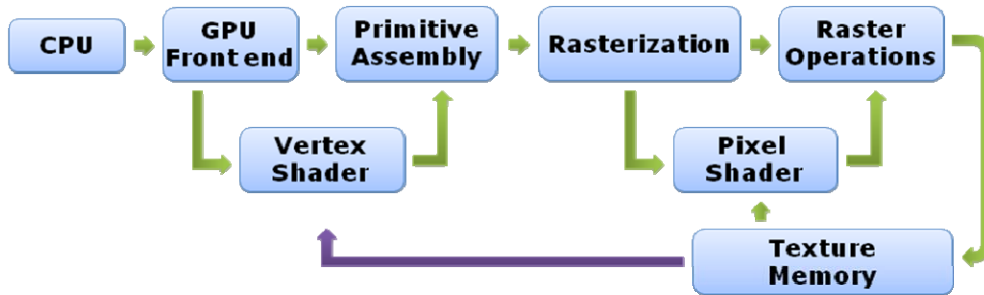 CPU
GPU
Front end
Primitive
Assembly
Rasterization
Raster
Operations
Vertex
Shader
Pixel
Shader
Texture
Memory